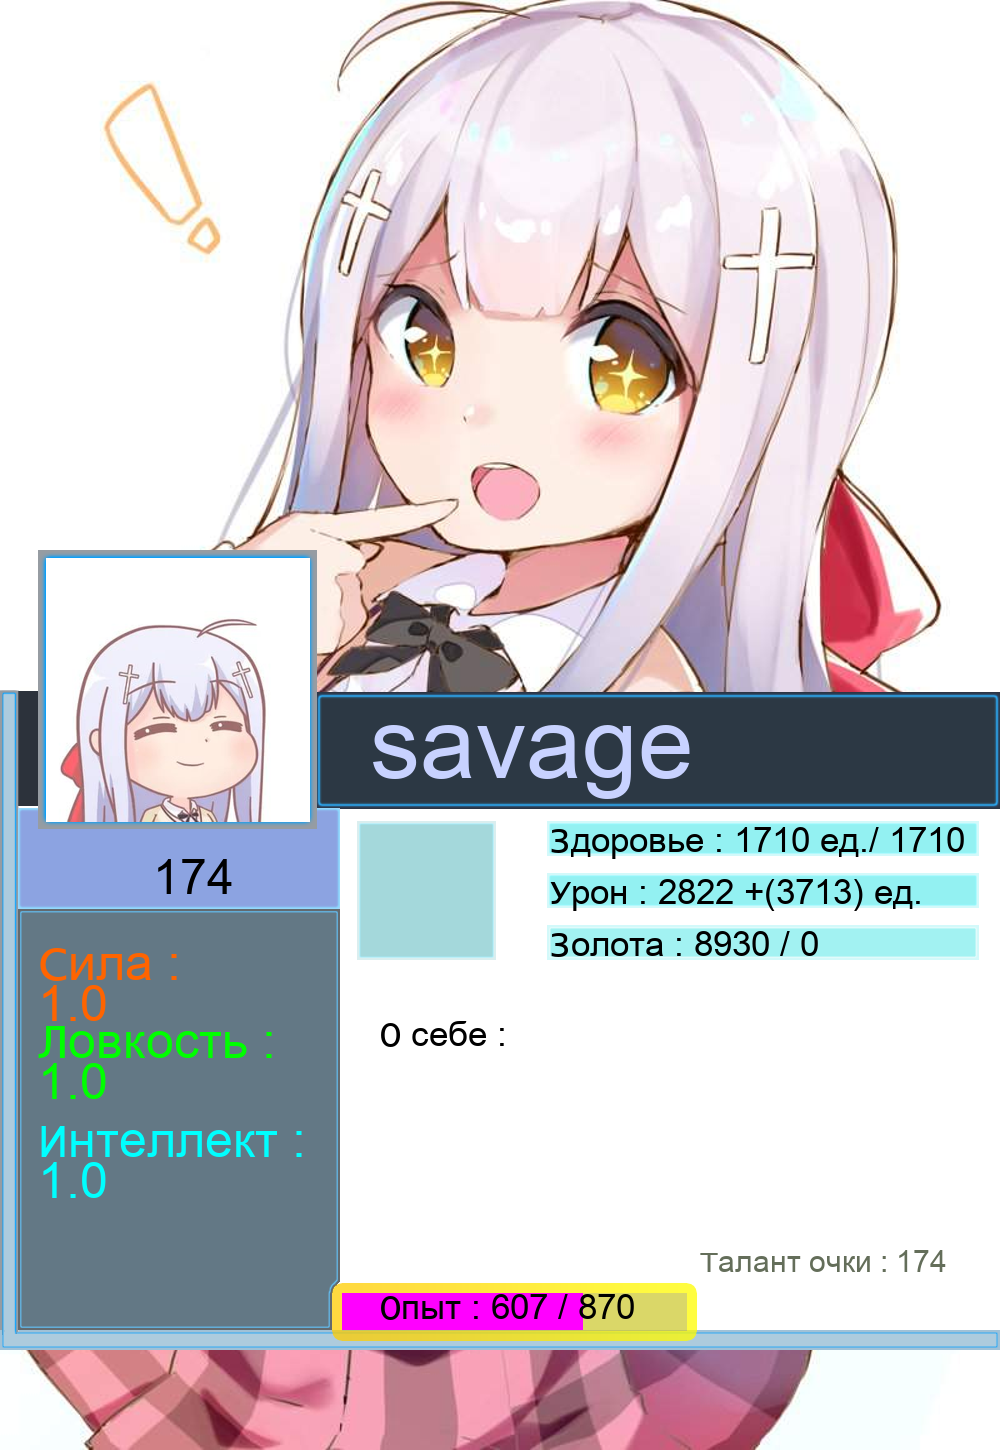 savage
174
Здоровье : 1710 ед./ 1710
Урон : 2822 +(3713) ед.
Золота : 8930 / 0
Сила :
1.0
Ловкость :
1.0
Интеллект :
1.0
О себе :
Талант очки : 174
Опыт : 607 / 870